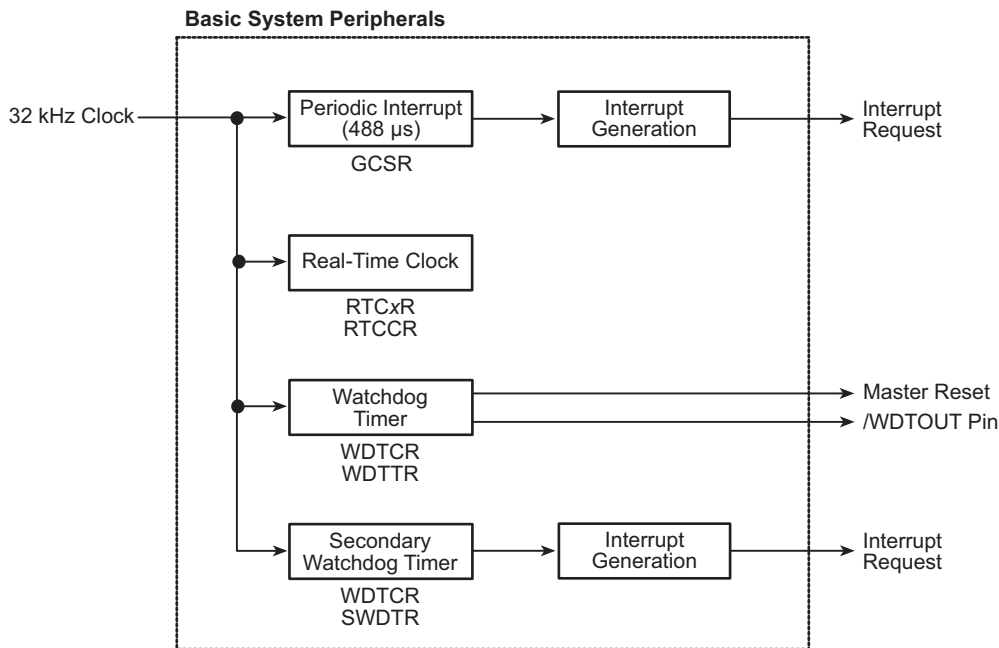 Basic System Peripherals
32 kHz Clock
Periodic Interrupt
(488 µs)
GCSR
Interrupt
Generation
Interrupt
Request
Real-Time Clock
RTCxR
RTCCR
Watchdog
Timer
WDTCR
WDTTR
Master Reset
/WDTOUT Pin
Secondary
Watchdog Timer
WDTCR
SWDTR
Interrupt
Generation
Interrupt
Request